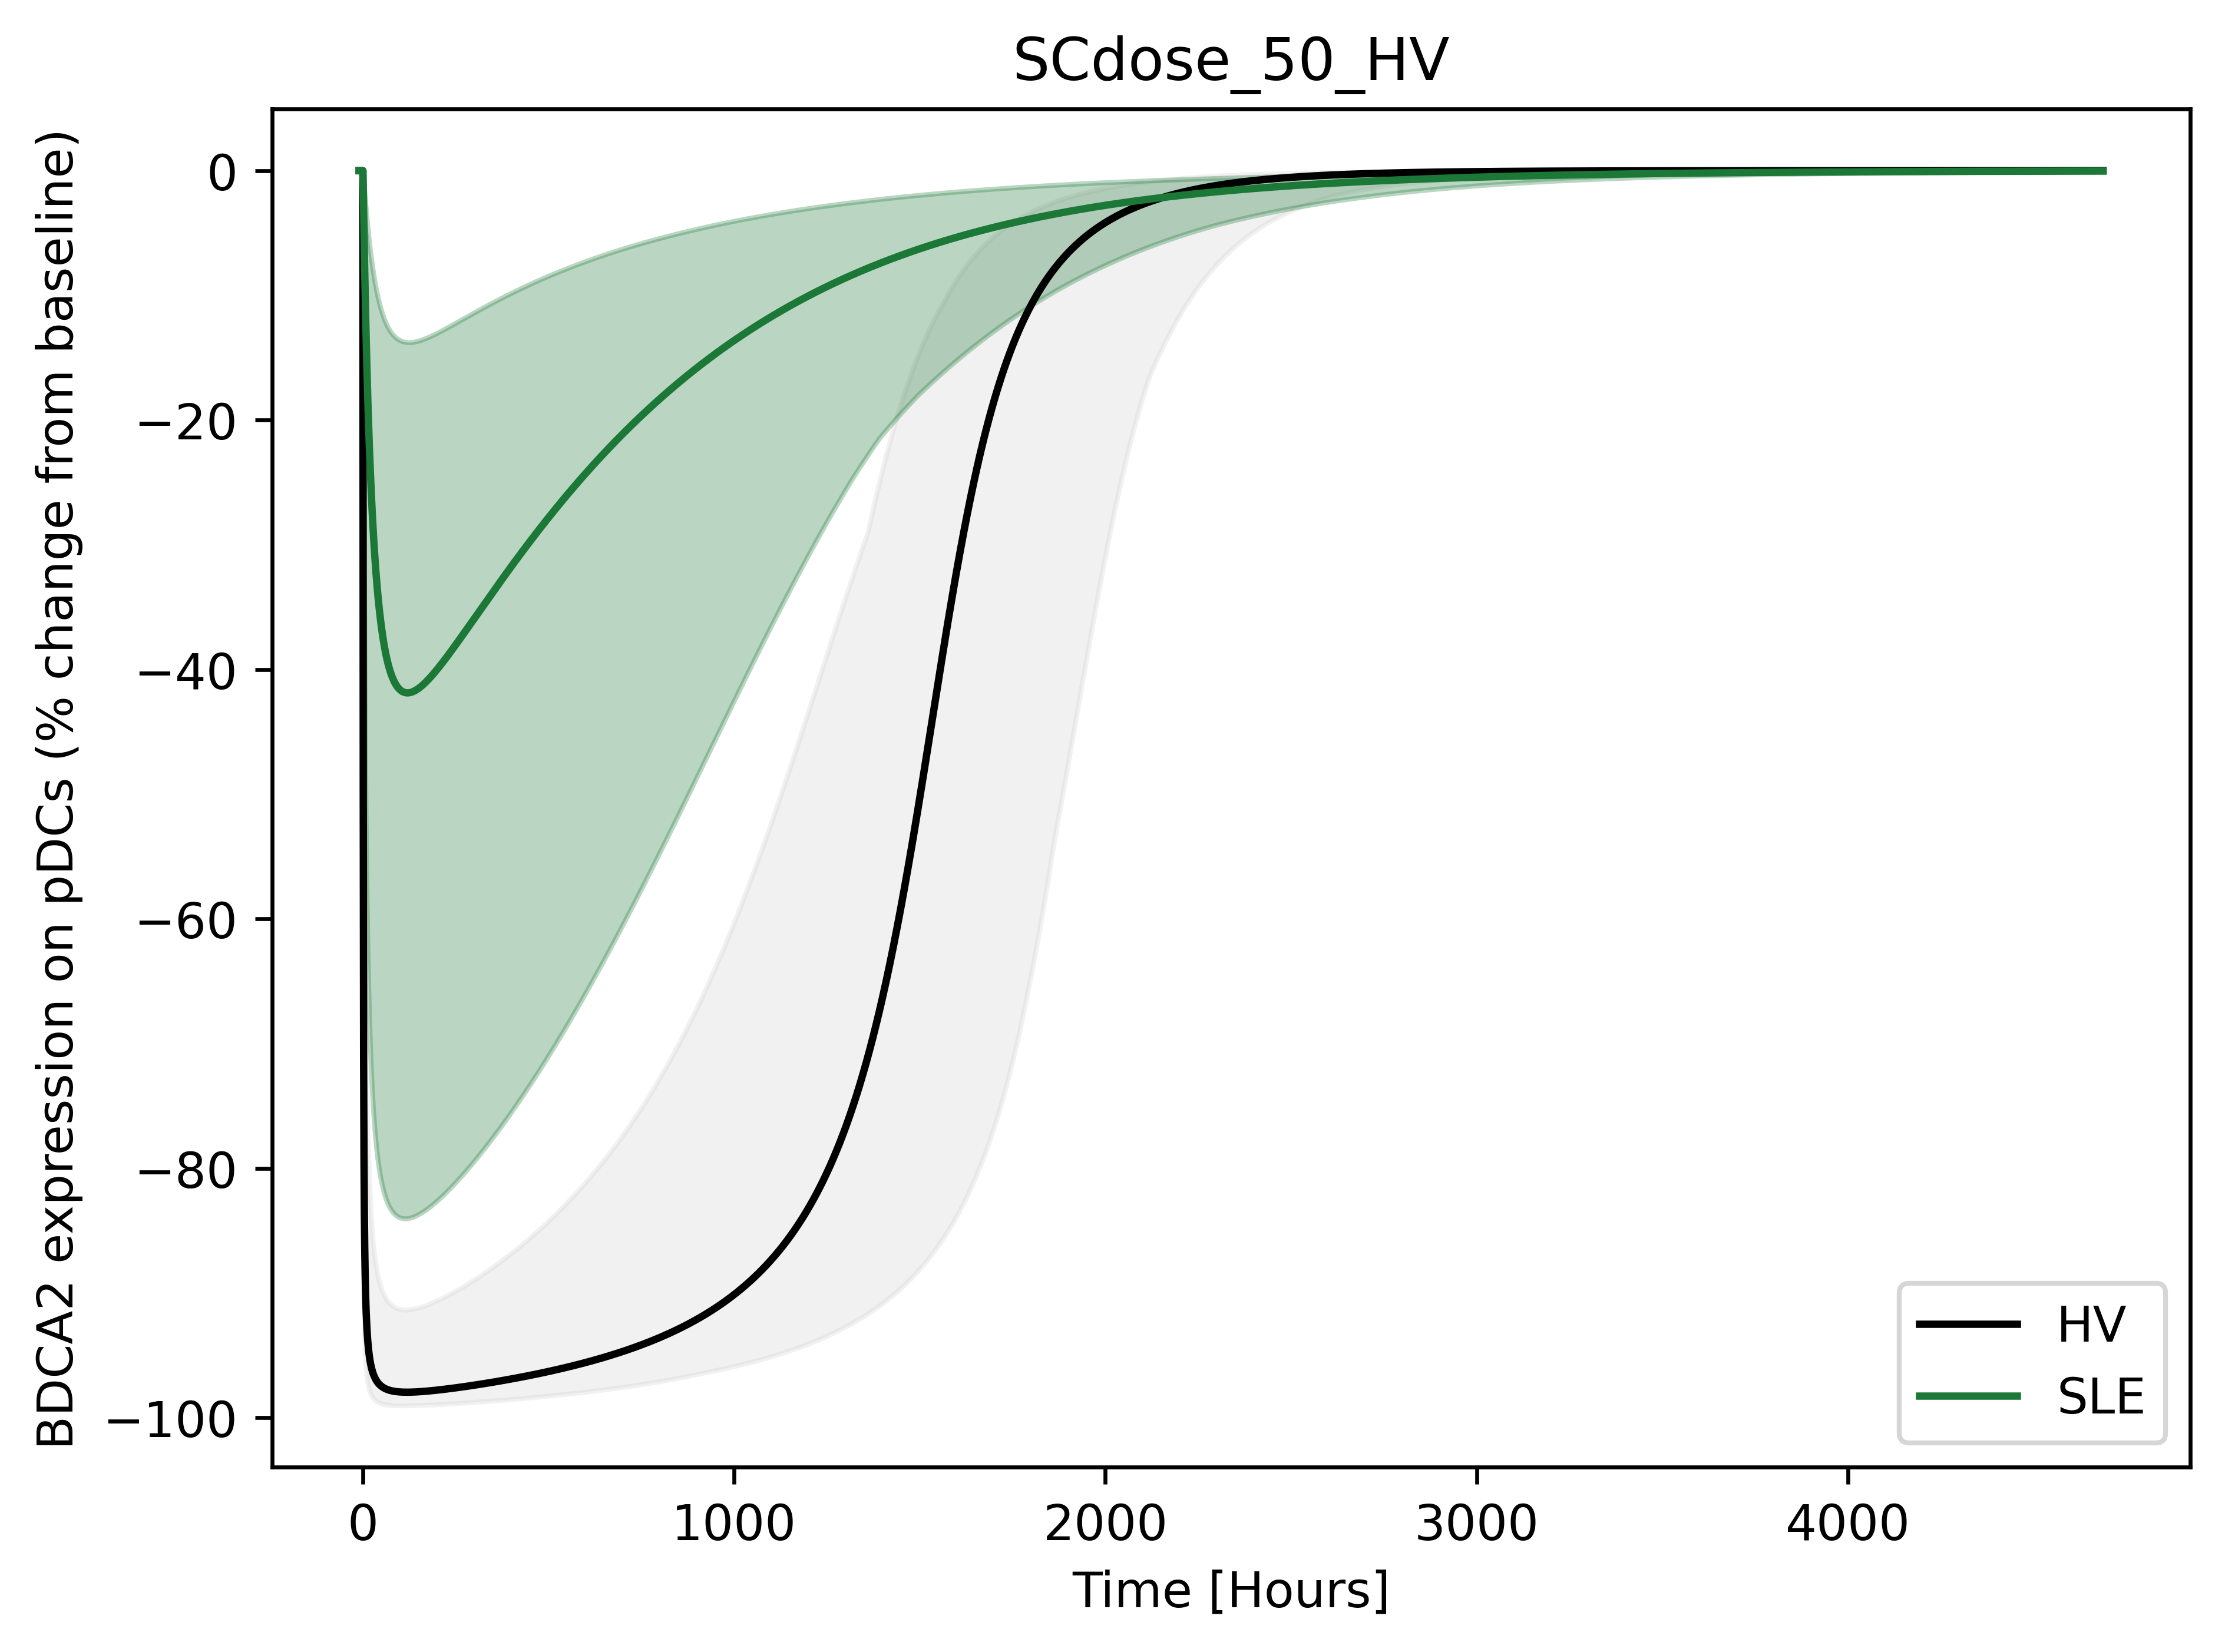 SCdose_50_HV
BDCA2 expression on pDCs (% change from baseline)
0
−20
−40
−60
−80
−100
0
1000
2000
3000
4000
Time [Hours]
HV
SLE